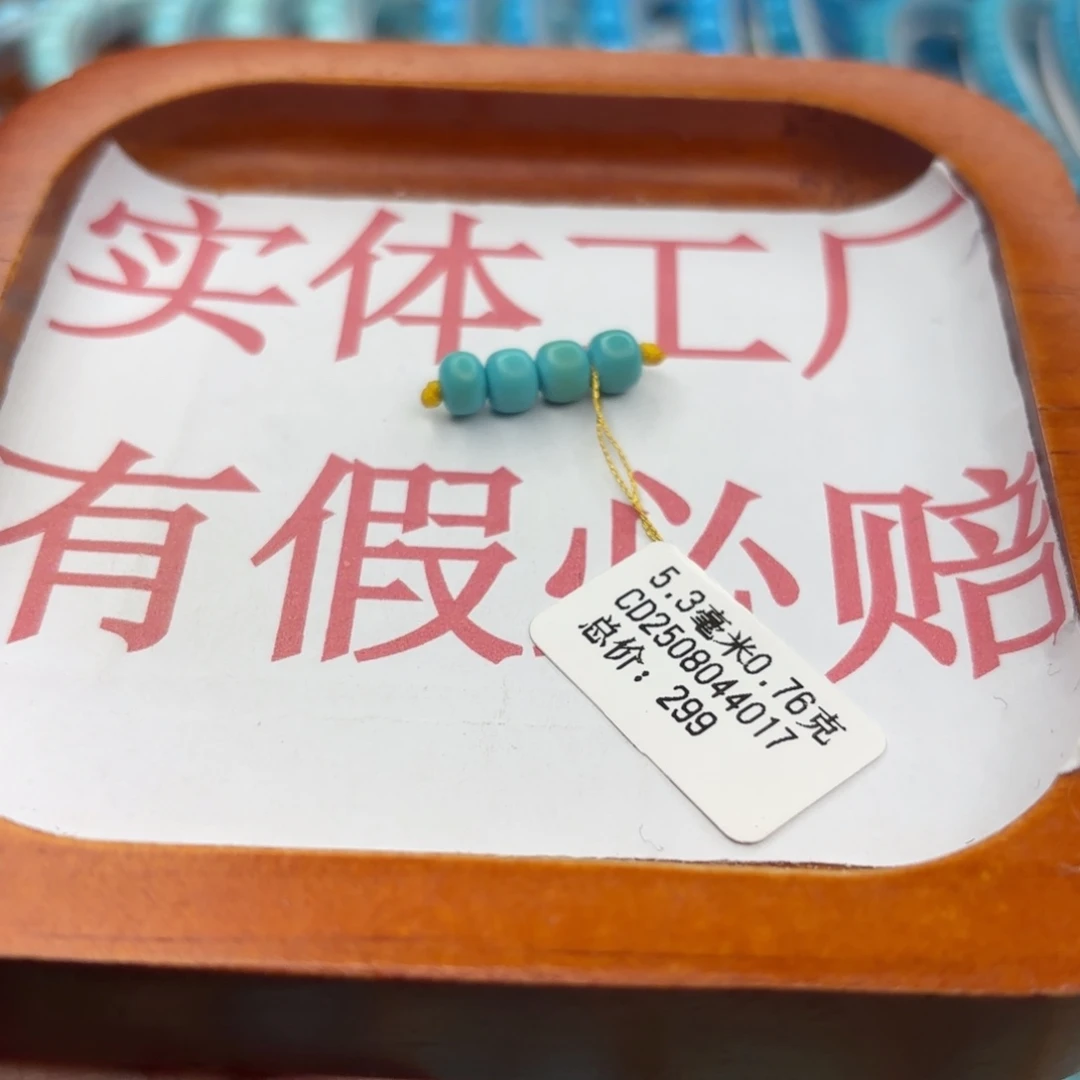 实体工厂
有假必赔
5.3毫米0.76克
CD2508044017
总价：299